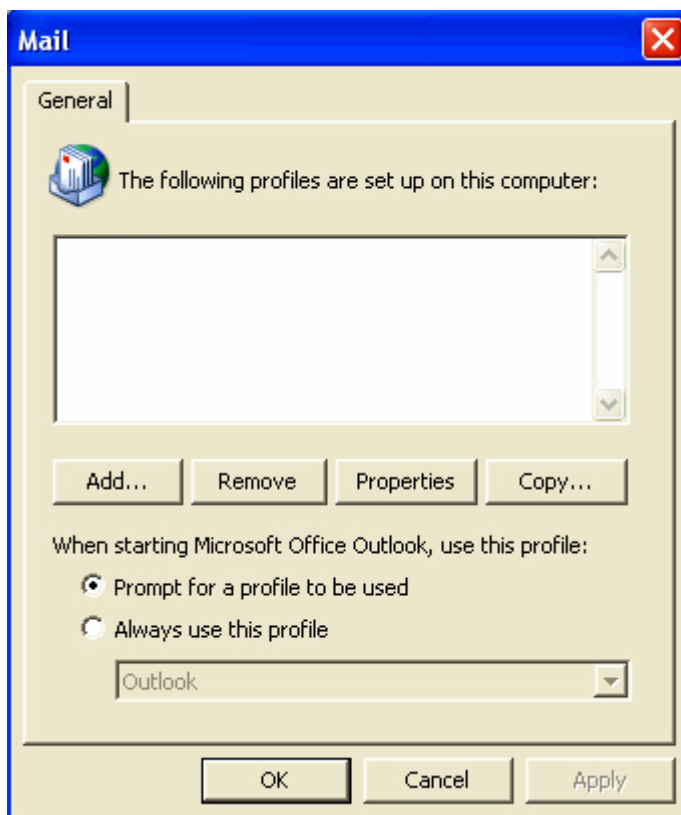 Mail
General
The following profiles are set up on this computer:
Add... Remove Properties Copy...
When starting Microsoft Office Outlook, use this profile:
Prompt for a profile to be used
Always use this profile
Outlook
OK Cancel Apply